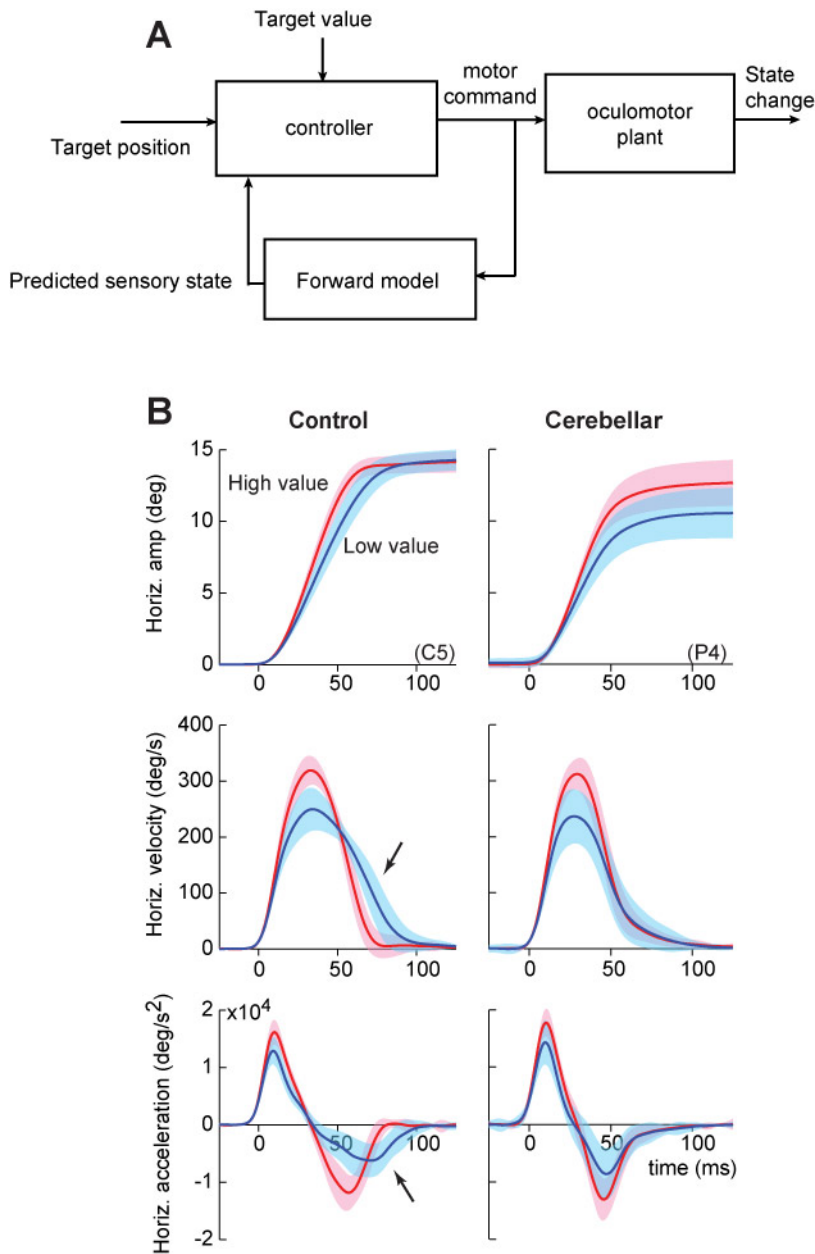 A
Target value
Target position
controller
motor
command
oculomotor
plant
State
change
Predicted sensory state
Forward model
B
Control
Cerebellar
Horiz. amp (deg)
15
10
5
0
High value
Low value
(C5)
0
50
100
(P4)
0
50
100
Horiz. velocity (deg/s)
400
300
200
100
0
0
50
100
0
50
100
Horiz. acceleration (deg/s²)
2
×10⁴
1
0
-1
-2
0
50
100
0
50
100
time (ms)